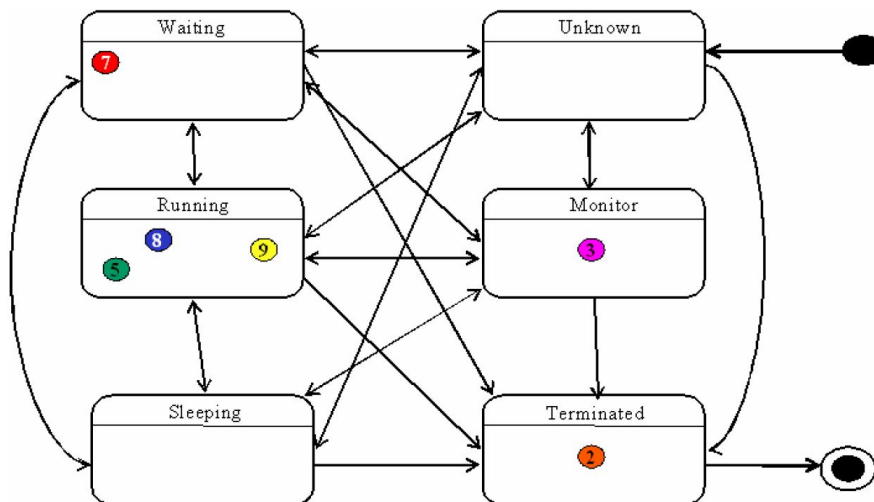 Waiting
7
Unknown
Running
8
9
5
Monitor
3
Sleeping
Terminated
2